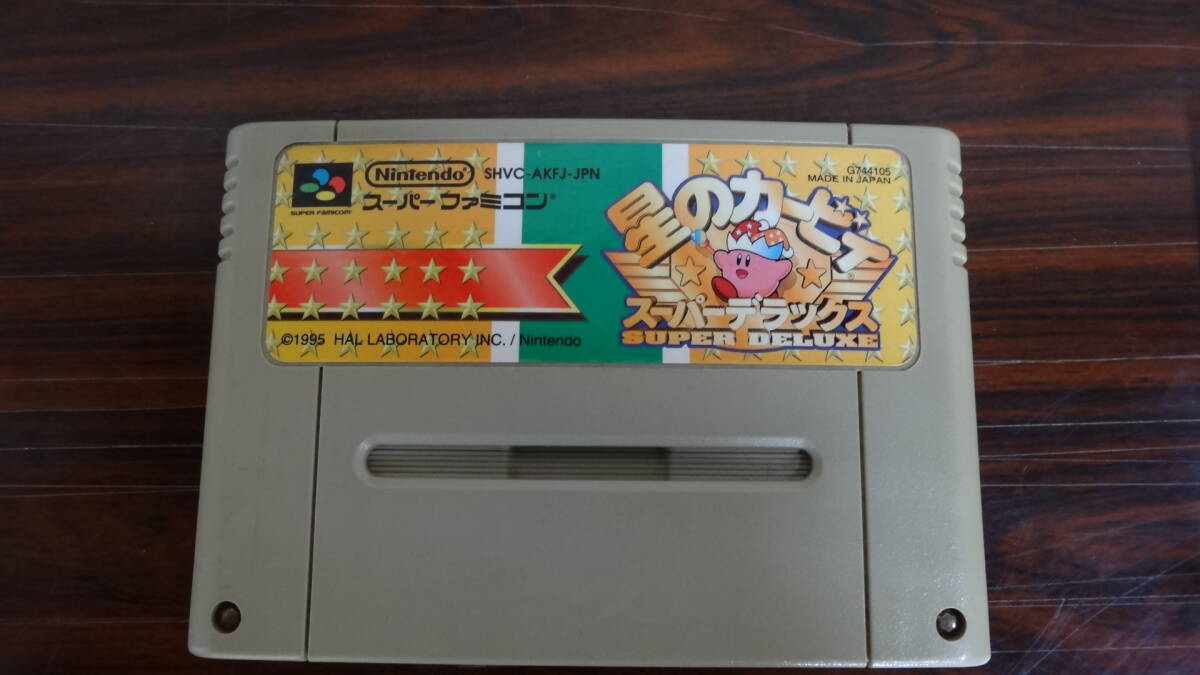 SUPER FAMICOM
Nintendo®
SHVC-AKFJ-JPN
スーパーファミコン®
G744105
MADE IN JAPAN
星のカービィ®
スーパーデラックス
SUPER DELUXE
©1995 HAL LABORATORY INC. / Nintendo